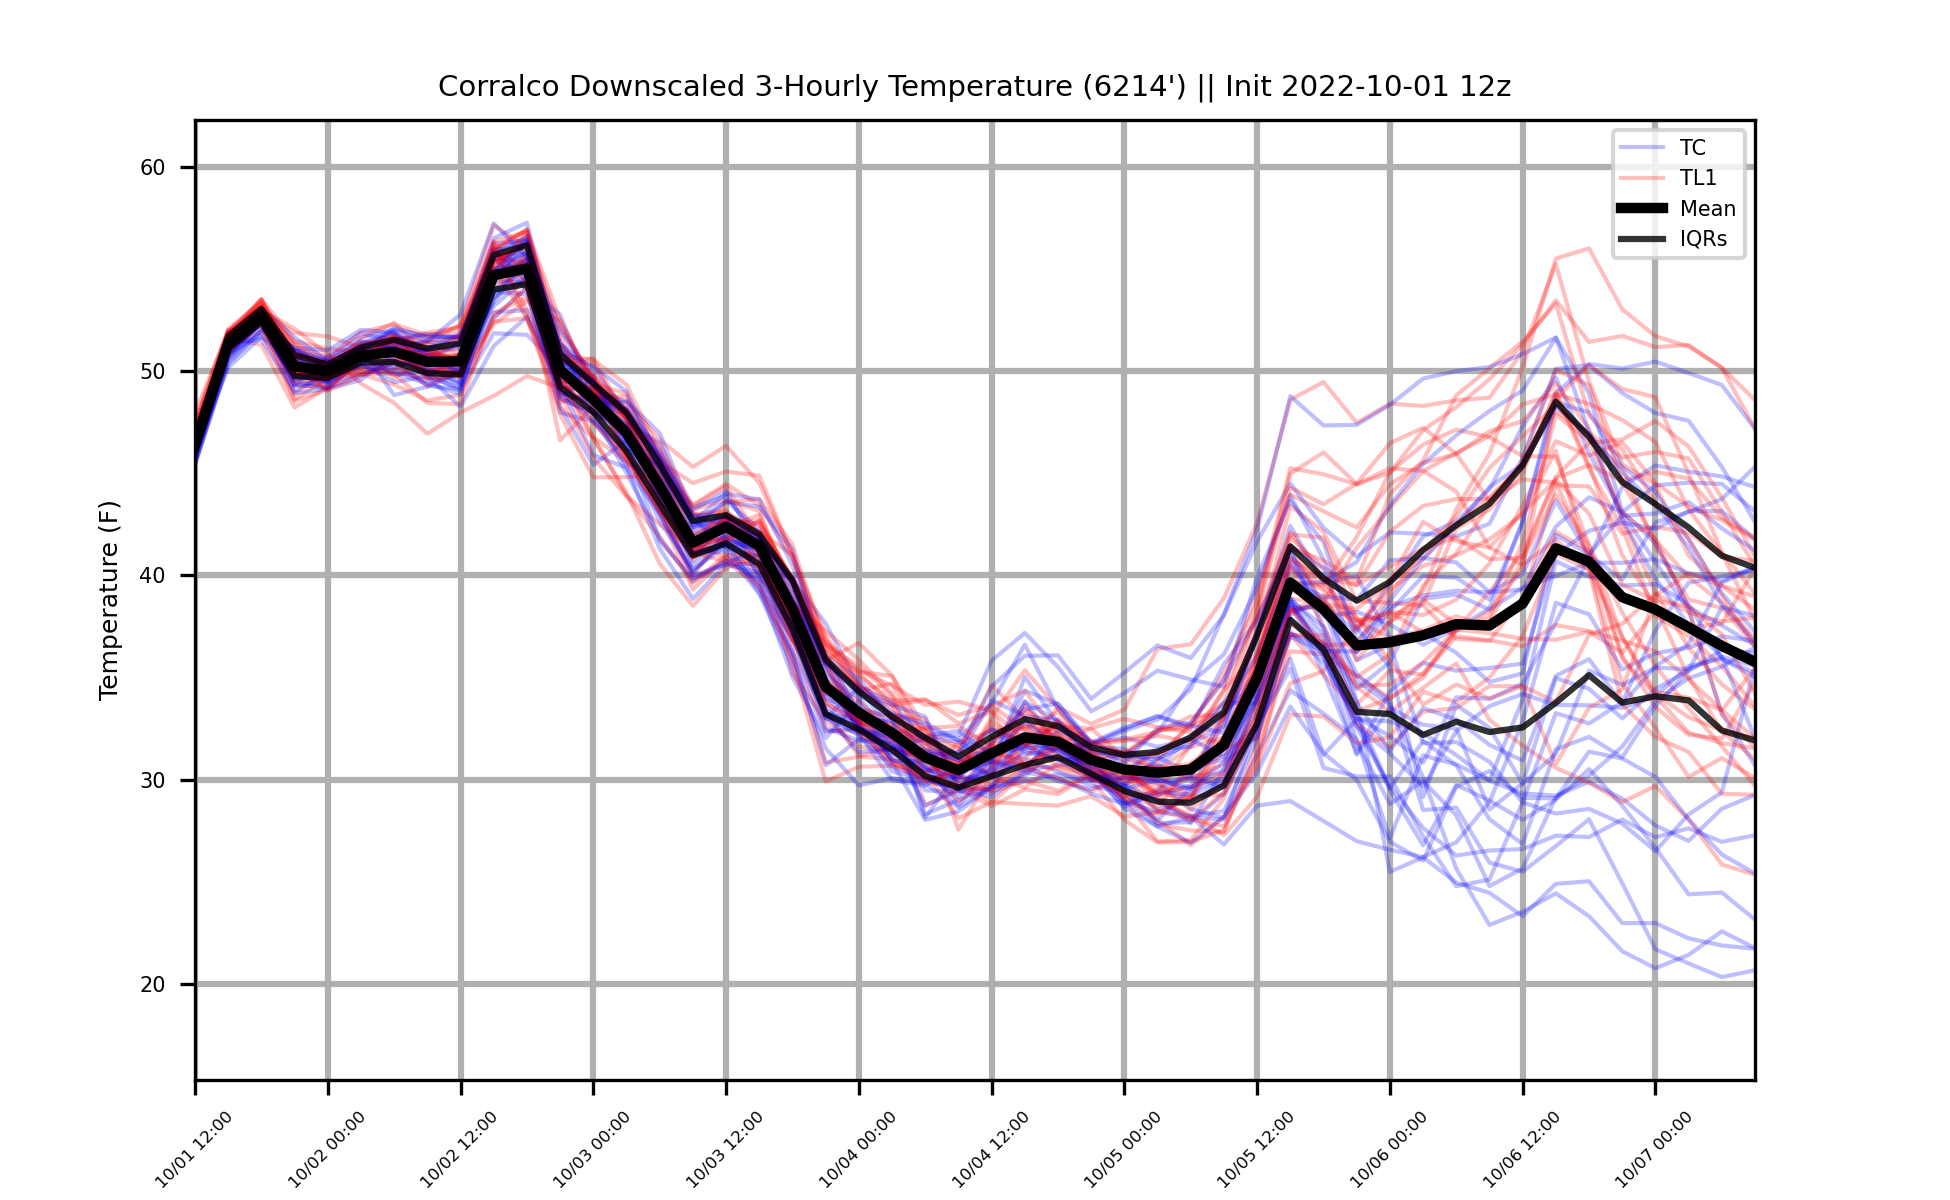 Corralco Downscaled 3-Hourly Temperature (6214') || Init 2022-10-01 12z
TC
TL1
Mean
IQRs
Temperature (F)
60
50
40
30
20
10/01 12:00
10/02 00:00
10/02 12:00
10/03 00:00
10/03 12:00
10/04 00:00
10/04 12:00
10/05 00:00
10/05 12:00
10/06 00:00
10/06 12:00
10/07 00:00